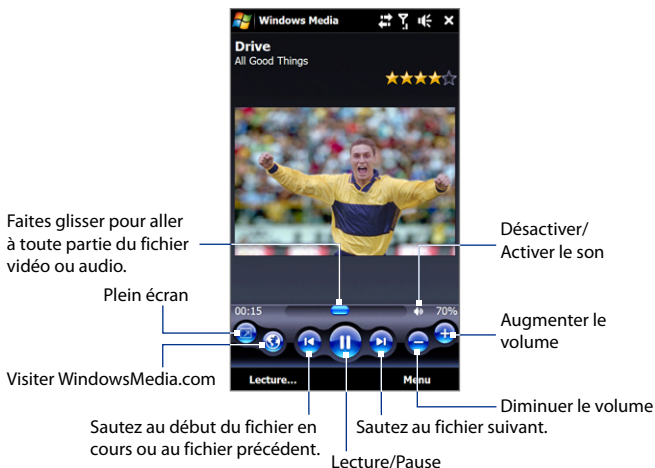 Windows Media
Drive
All Good Things
Faites glisser pour aller
à toute partie du fichier
vidéo ou audio.
Désactiver/
Activer le son
Plein écran
00:15
70%
Augmenter le
volume
Visiter WindowsMedia.com
Lecture...
Menu
Diminuer le volume
Sautez au début du fichier en
cours ou au fichier précédent.
Sautez au fichier suivant.
Lecture/Pause